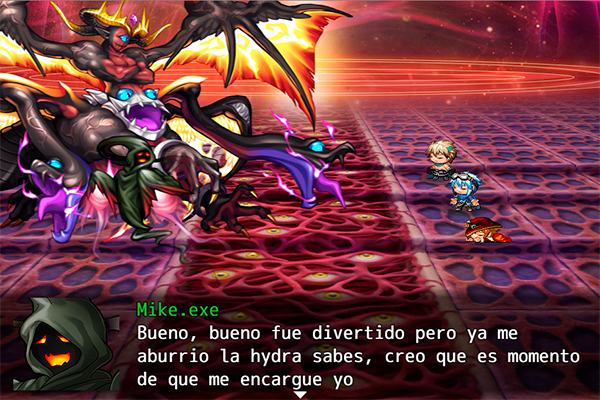 Mike.exe
Bueno, bueno fue divertido pero ya me
aburrio la hydra sabes, creo que es momento
de que me encargue yo